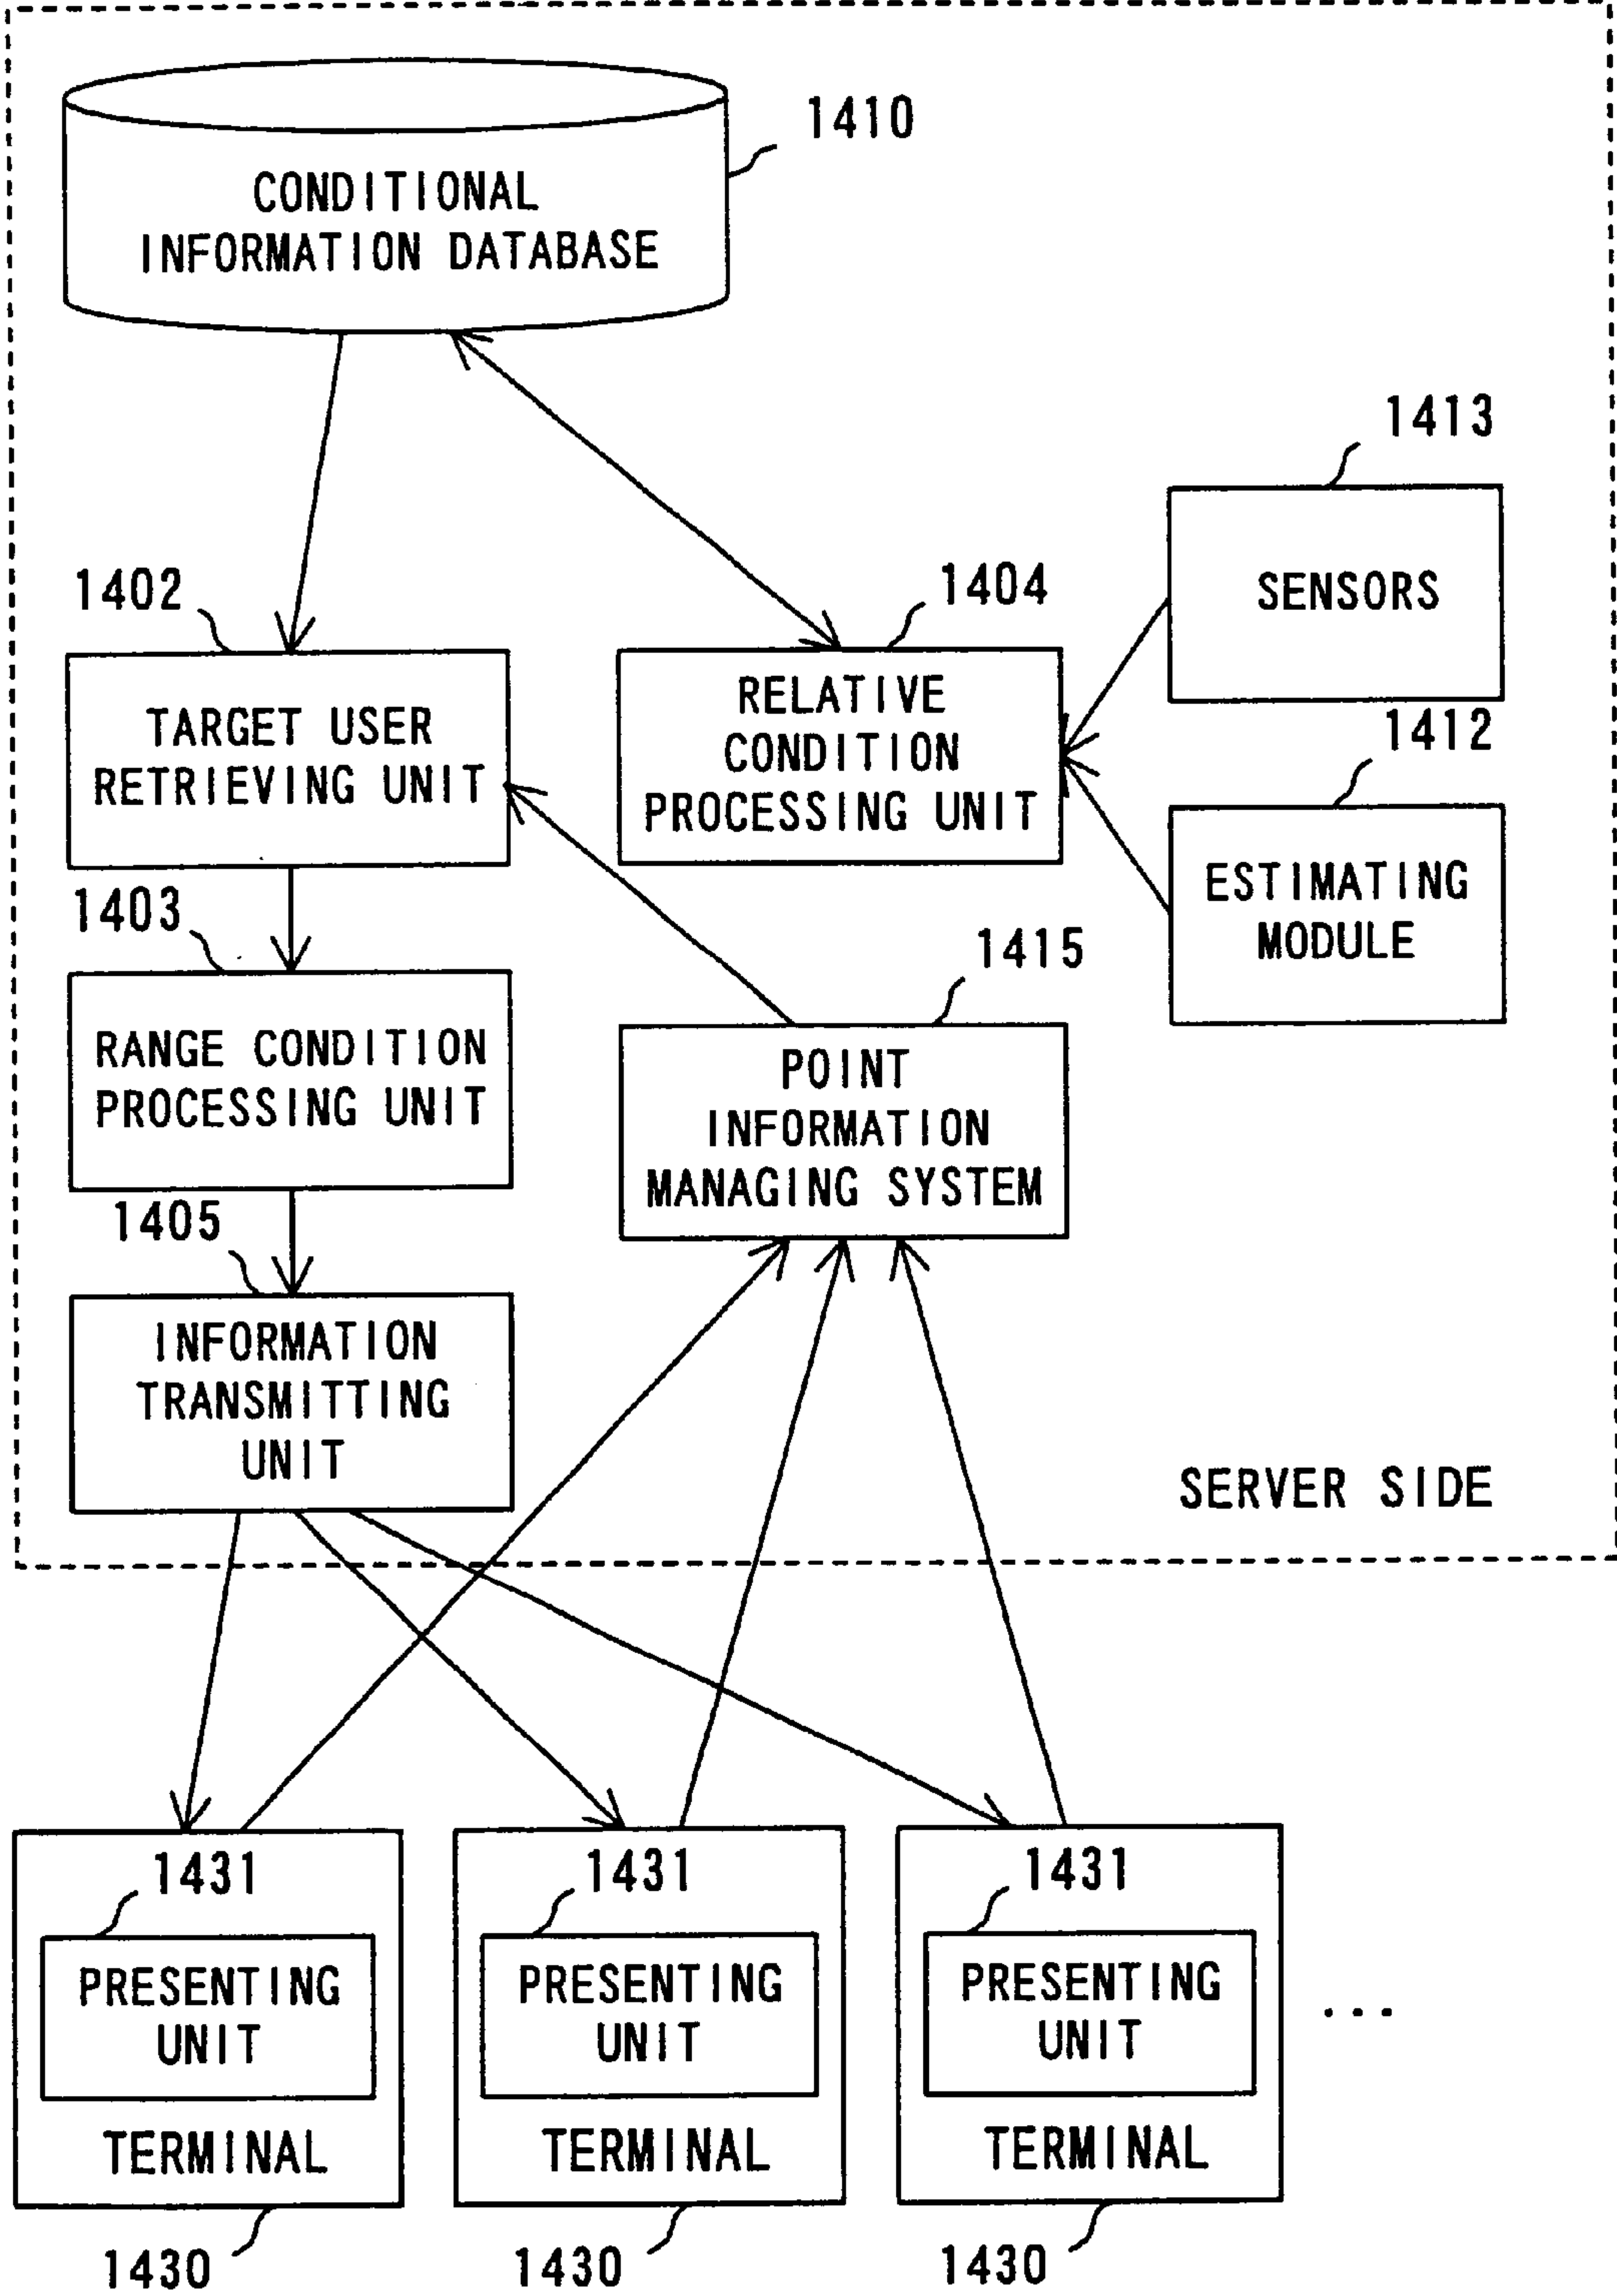 1410
CONDITIONAL
INFORMATION DATABASE
1413
SENSORS
1402
1404
TARGET USER
RETRIEVING UNIT
RELATIVE
CONDITION
PROCESSING UNIT
1412
ESTIMATING
MODULE
1403
1415
RANGE CONDITION
PROCESSING UNIT
POINT
INFORMATION
MANAGING SYSTEM
1405
INFORMATION
TRANSMITTING
UNIT
SERVER SIDE
1431
PRESENTING
UNIT
TERMINAL
1430
1431
PRESENTING
UNIT
TERMINAL
1430
1431
PRESENTING
UNIT
TERMINAL
1430
...